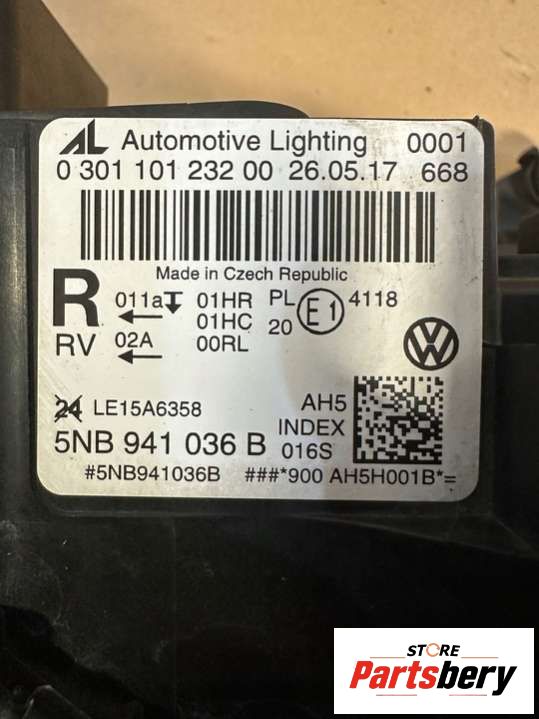 AL Automotive Lighting 0001
0 301 101 232 00 26.05.17 668
Made in Czech Republic
R 011a 01HR PL E1 4118
01HC 20
RV 02A 00RL
24 LE15A6358 AH5
5NB 941 036 B INDEX 016S
#5NB941036B ###*900 AH5H001B*=
STORE
Partsbery